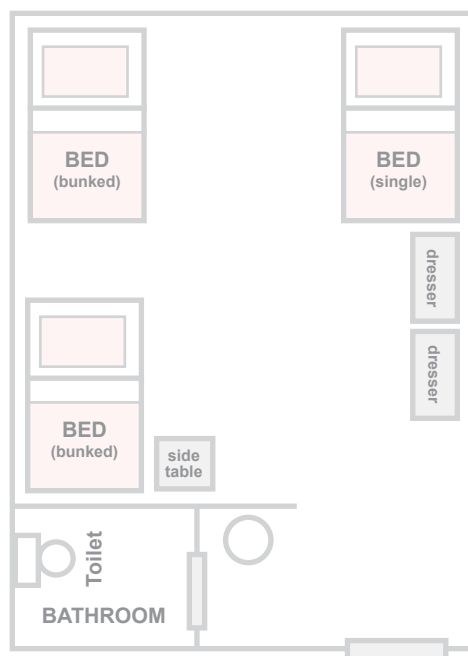 BED
(bunked)
BED
(single)
dresser
dresser
BED
(bunked)
side
table
Toilet
BATHROOM